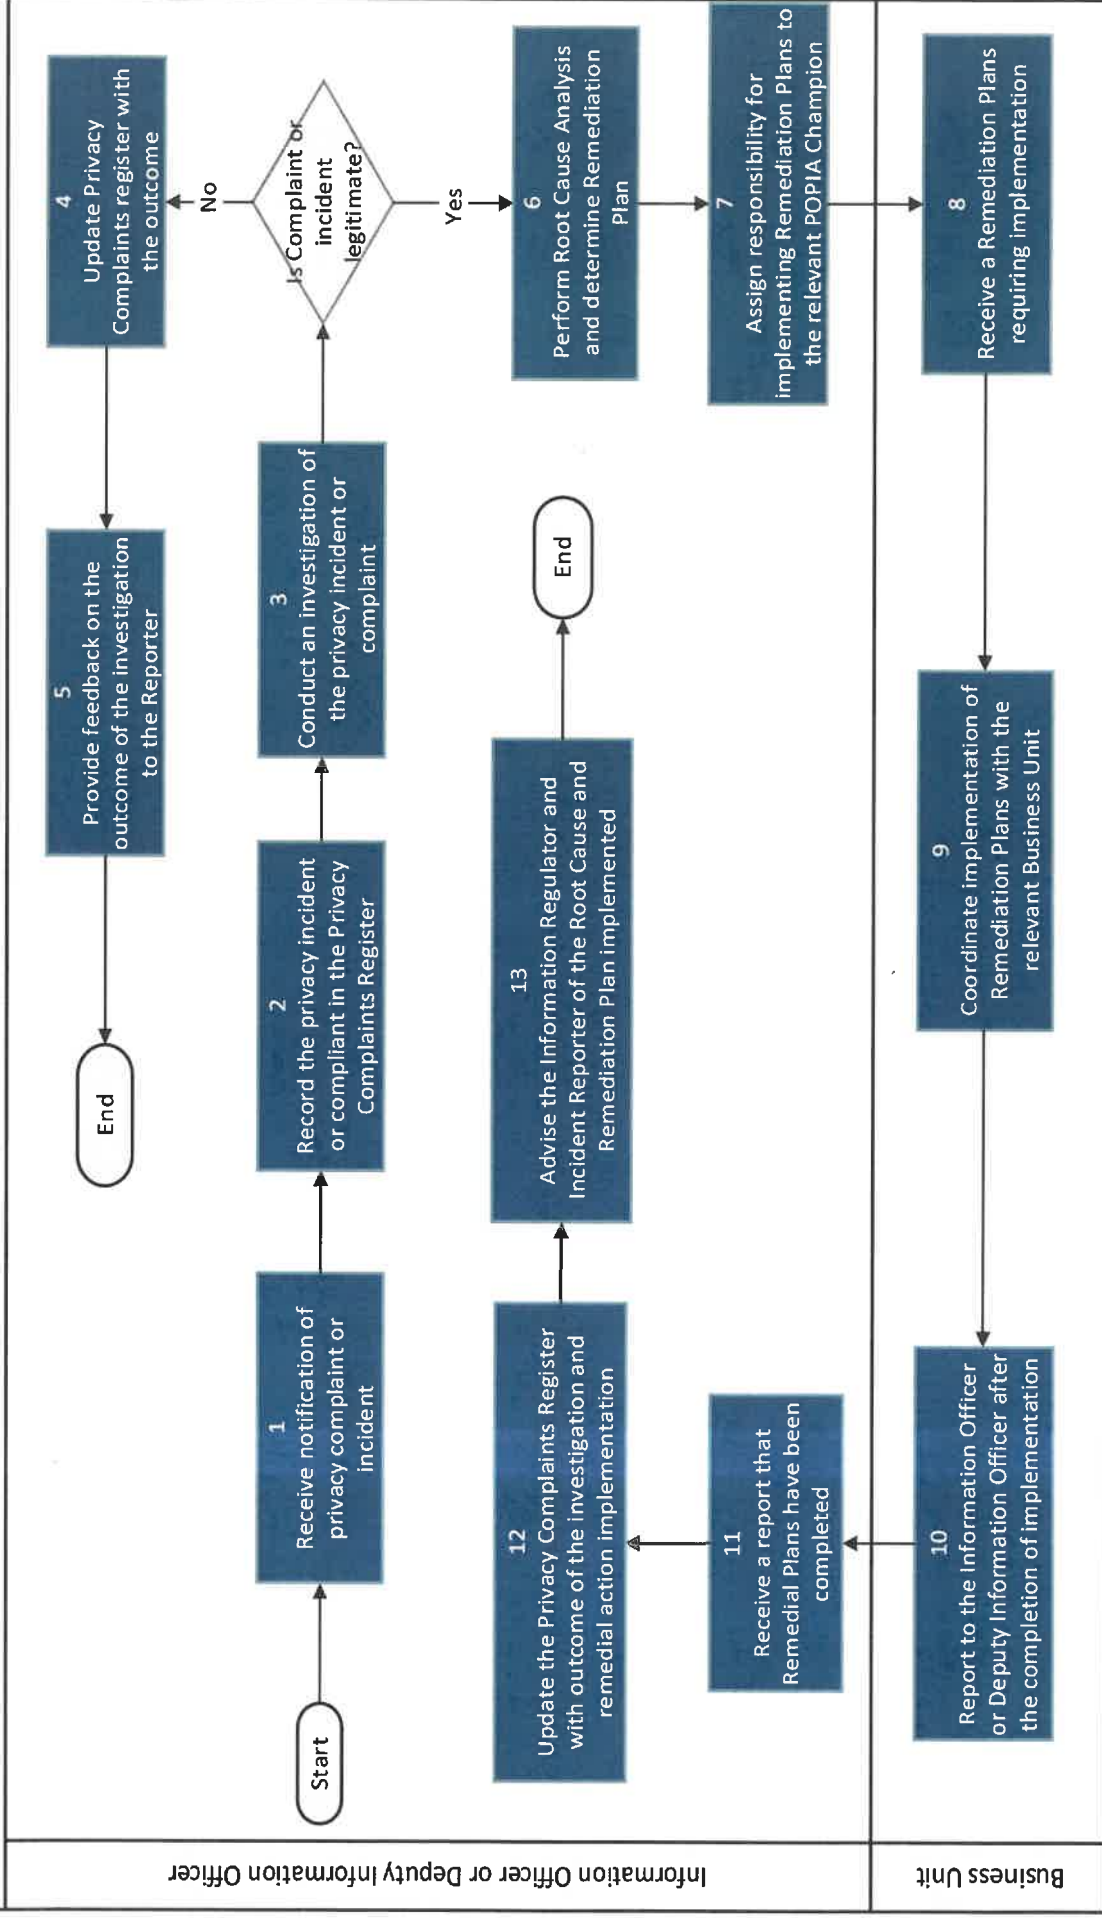 Information Officer or Deputy Information Officer
4
Update Privacy
Complaints register with
the outcome
5
Provide feedback on the
outcome of the investigation
to the Reporter
End
Start
1
Receive notification of
privacy complaint or
incident
2
Record the privacy incident
or compliant in the Privacy
Complaints Register
3
Conduct an investigation of
the privacy incident or
complaint
Is Complaint or
incident
legitimate?
No
Yes
6
Perform Root Cause Analysis
and determine Remediation
Plan
7
Assign responsibility for
implementing Remediation Plans to
the relevant POPIA Champion
Business Unit
8
Receive a Remediation Plans
requiring implementation
9
Coordinate implementation of
Remediation Plans with the
relevant Business Unit
10
Report to the Information Officer
or Deputy Information Officer after
the completion of implementation
11
Receive a report that
Remedial Plans have been
completed
12
Update the Privacy Complaints Register
with outcome of the investigation and
remedial action implementation
13
Advise the Information Regulator and
Incident Reporter of the Root Cause and
Remediation Plan implemented
End